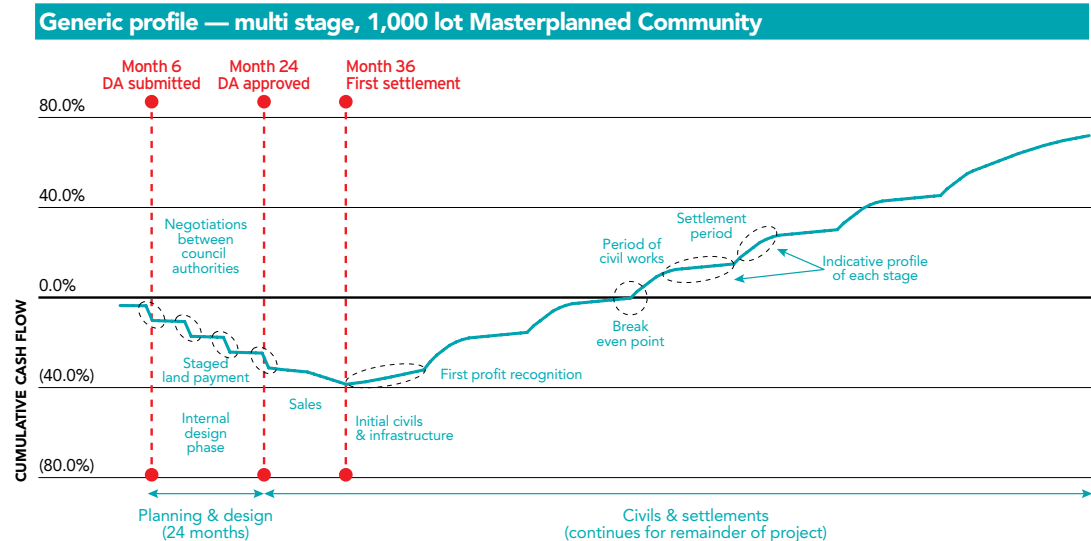 Generic profile — multi stage, 1,000 lot Masterplanned Community
Month 6
DA submitted
Month 24
DA approved
Month 36
First settlement
80.0%
40.0%
0.0%
(40.0%)
(80.0%)
CUMULATIVE CASH FLOW
Negotiations
between
council
authorities
Staged
land payment
Internal
design
phase
Sales
Initial civils
& infrastructure
First profit recognition
Break
even point
Period of
civil works
Settlement
period
Indicative profile
of each stage
Planning & design
(24 months)
Civils & settlements
(continues for remainder of project)